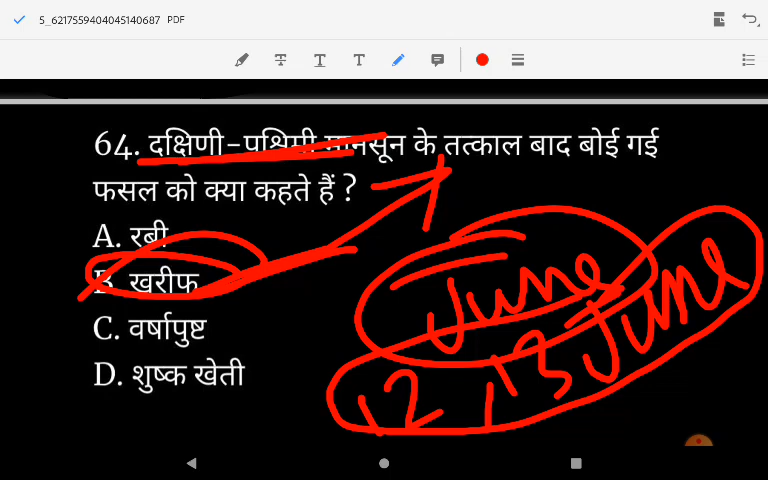 5_6217559404045140687 PDF
64. दक्षिणी-पश्चिमी मानसून के तत्काल बाद बोई गई
फसल को क्या कहते हैं ?
A. रबी
B. खरीफ
C. वर्षापुष्ट
D. शुष्क खेती
June
12, 13 June